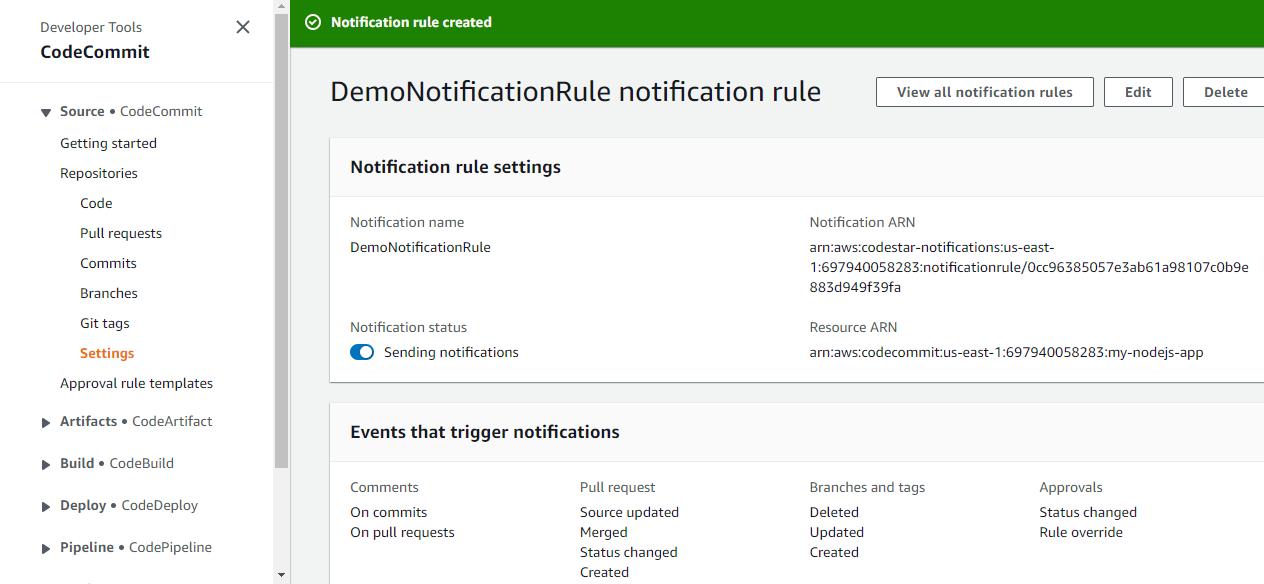 Developer Tools
CodeCommit
Source • CodeCommit
Getting started
Repositories
Code
Pull requests
Commits
Branches
Git tags
Settings
Approval rule templates
Artifacts • CodeArtifact
Build • CodeBuild
Deploy • CodeDeploy
Pipeline • CodePipeline
Notification rule created
DemoNotificationRule notification rule
View all notification rules
Edit
Delete
Notification rule settings
Notification name
DemoNotificationRule
Notification ARN
arn:aws:codestar-notifications:us-east-
1:697940058283:notificationrule/0cc96385057e3ab61a98107c0b9e
883d949f39fa
Notification status
Sending notifications
Resource ARN
arn:aws:codecommit:us-east-1:697940058283:my-nodejs-app
Events that trigger notifications
Comments
On commits
On pull requests
Pull request
Source updated
Merged
Status changed
Created
Branches and tags
Deleted
Updated
Created
Approvals
Status changed
Rule override